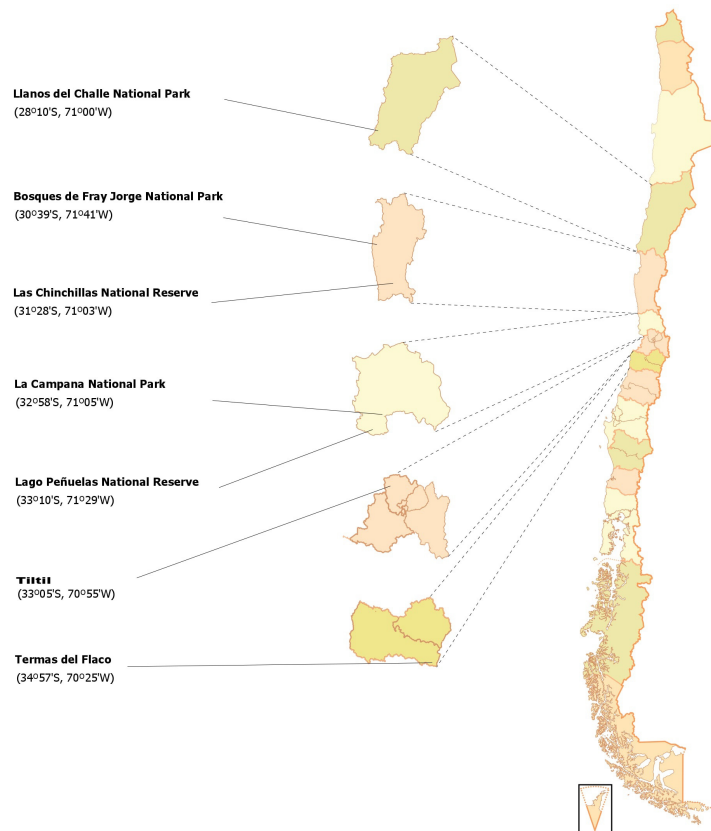 Llanos del Challe National Park
(28º10'S, 71º00'W)
Bosques de Fray Jorge National Park
(30º39'S, 71º41'W)
Las Chinchillas National Reserve
(31º28'S, 71º03'W)
La Campana National Park
(32º58'S, 71º05'W)
Lago Peñuelas National Reserve
(33º10'S, 71º29'W)
Tiltil
(33º05'S, 70º55'W)
Termas del Flaco
(34º57'S, 70º25'W)